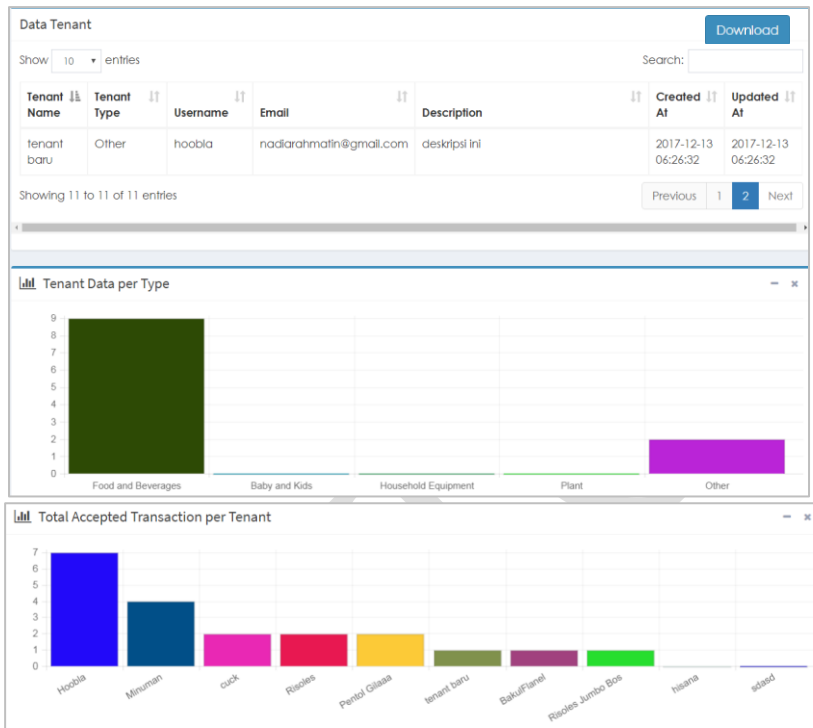 Data Tenant
Download
Show 10 entries
Search:
Tenant Name Tenant Type Username Email Description Created At Updated At
tenant baru Other hoobla nadiarahmatin@gmail.com deskripsi ini 2017-12-13 06:26:32 2017-12-13 06:26:32
Showing 11 to 11 of 11 entries
Previous 1 2 Next
Tenant Data per Type
9
8
7
6
5
4
3
2
1
0
Food and Beverages Baby and Kids Household Equipment Plant Other
Total Accepted Transaction per Tenant
7
6
5
4
3
2
1
0
Hoobla Minuman cuck Risoles Pentol Gilaaa tenant baru BakulFlanel Risoles Jumbo Bos hisana sdasd